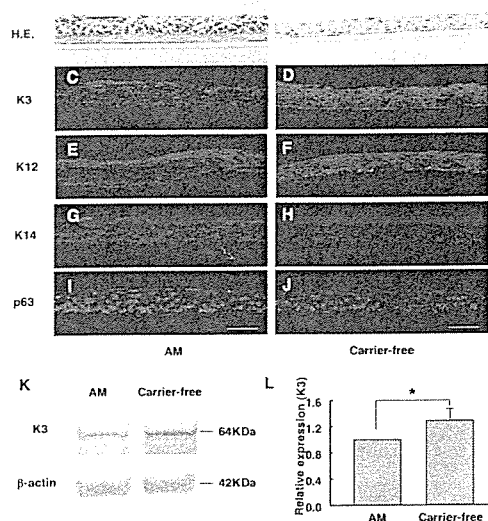 H.E.
C D
K3
E F
K12
G H
K14
I J
p63
AM Carrier-free
K
AM Carrier-free
K3 64KDa
β-actin 42KDa
L
Relative expression (K3)
*
1.6
1.2
0.8
0.4
0.0
AM Carrier-free